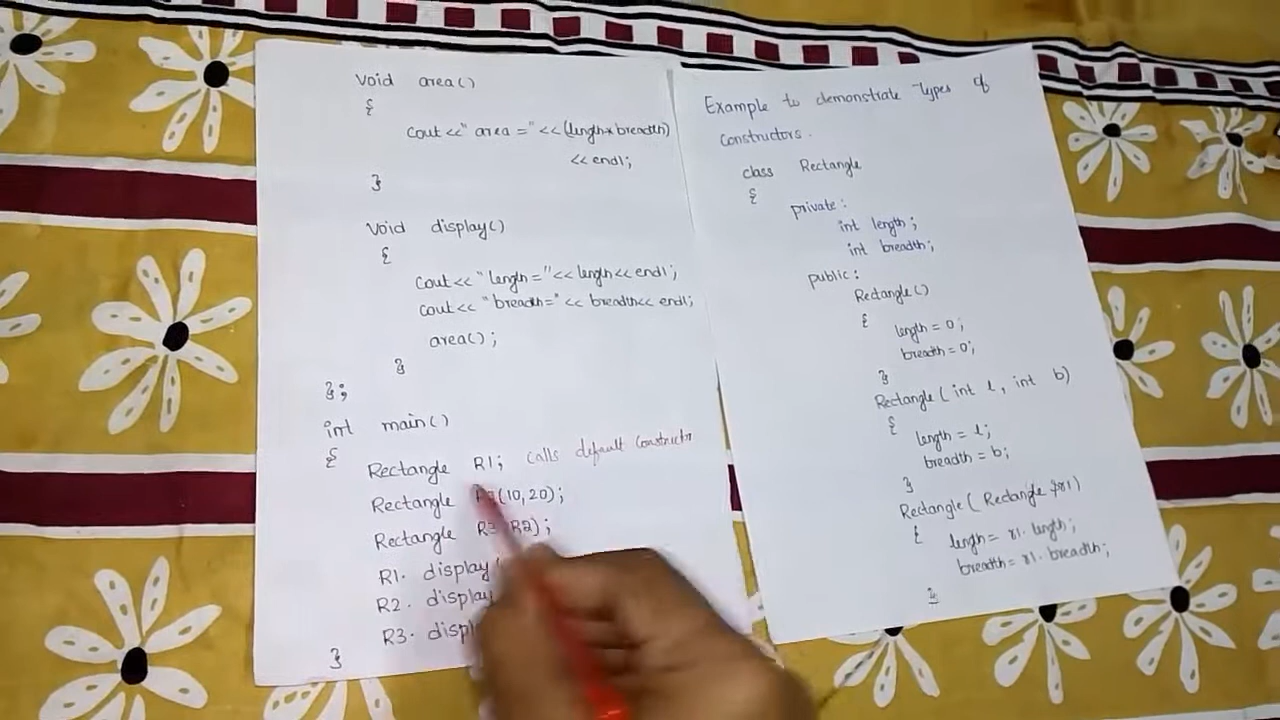 Void area()
{
cout<<" area ="<<(length*breadth)
<<endl;
}
Void display()
{
cout<<"length="<<length<<endl;
cout<<"breadth="<<breadth<<endl;
area();
}
};
int main()
{
Rectangle R1; calls default constructr
Rectangle (10,20);
Rectangle R2);
R1. display(
R2. display
R3.
}
Example to demonstrate types of
constructors.
class Rectangle
{
private:
int length;
int breadth;
public:
Rectangle()
{
length=0;
breadth=0;
}
Rectangle(int l, int b)
{
length=l;
breadth=b;
}
Rectangle(Rectangle &r1)
{
length=r1.length;
breadth=r1.breadth;
}